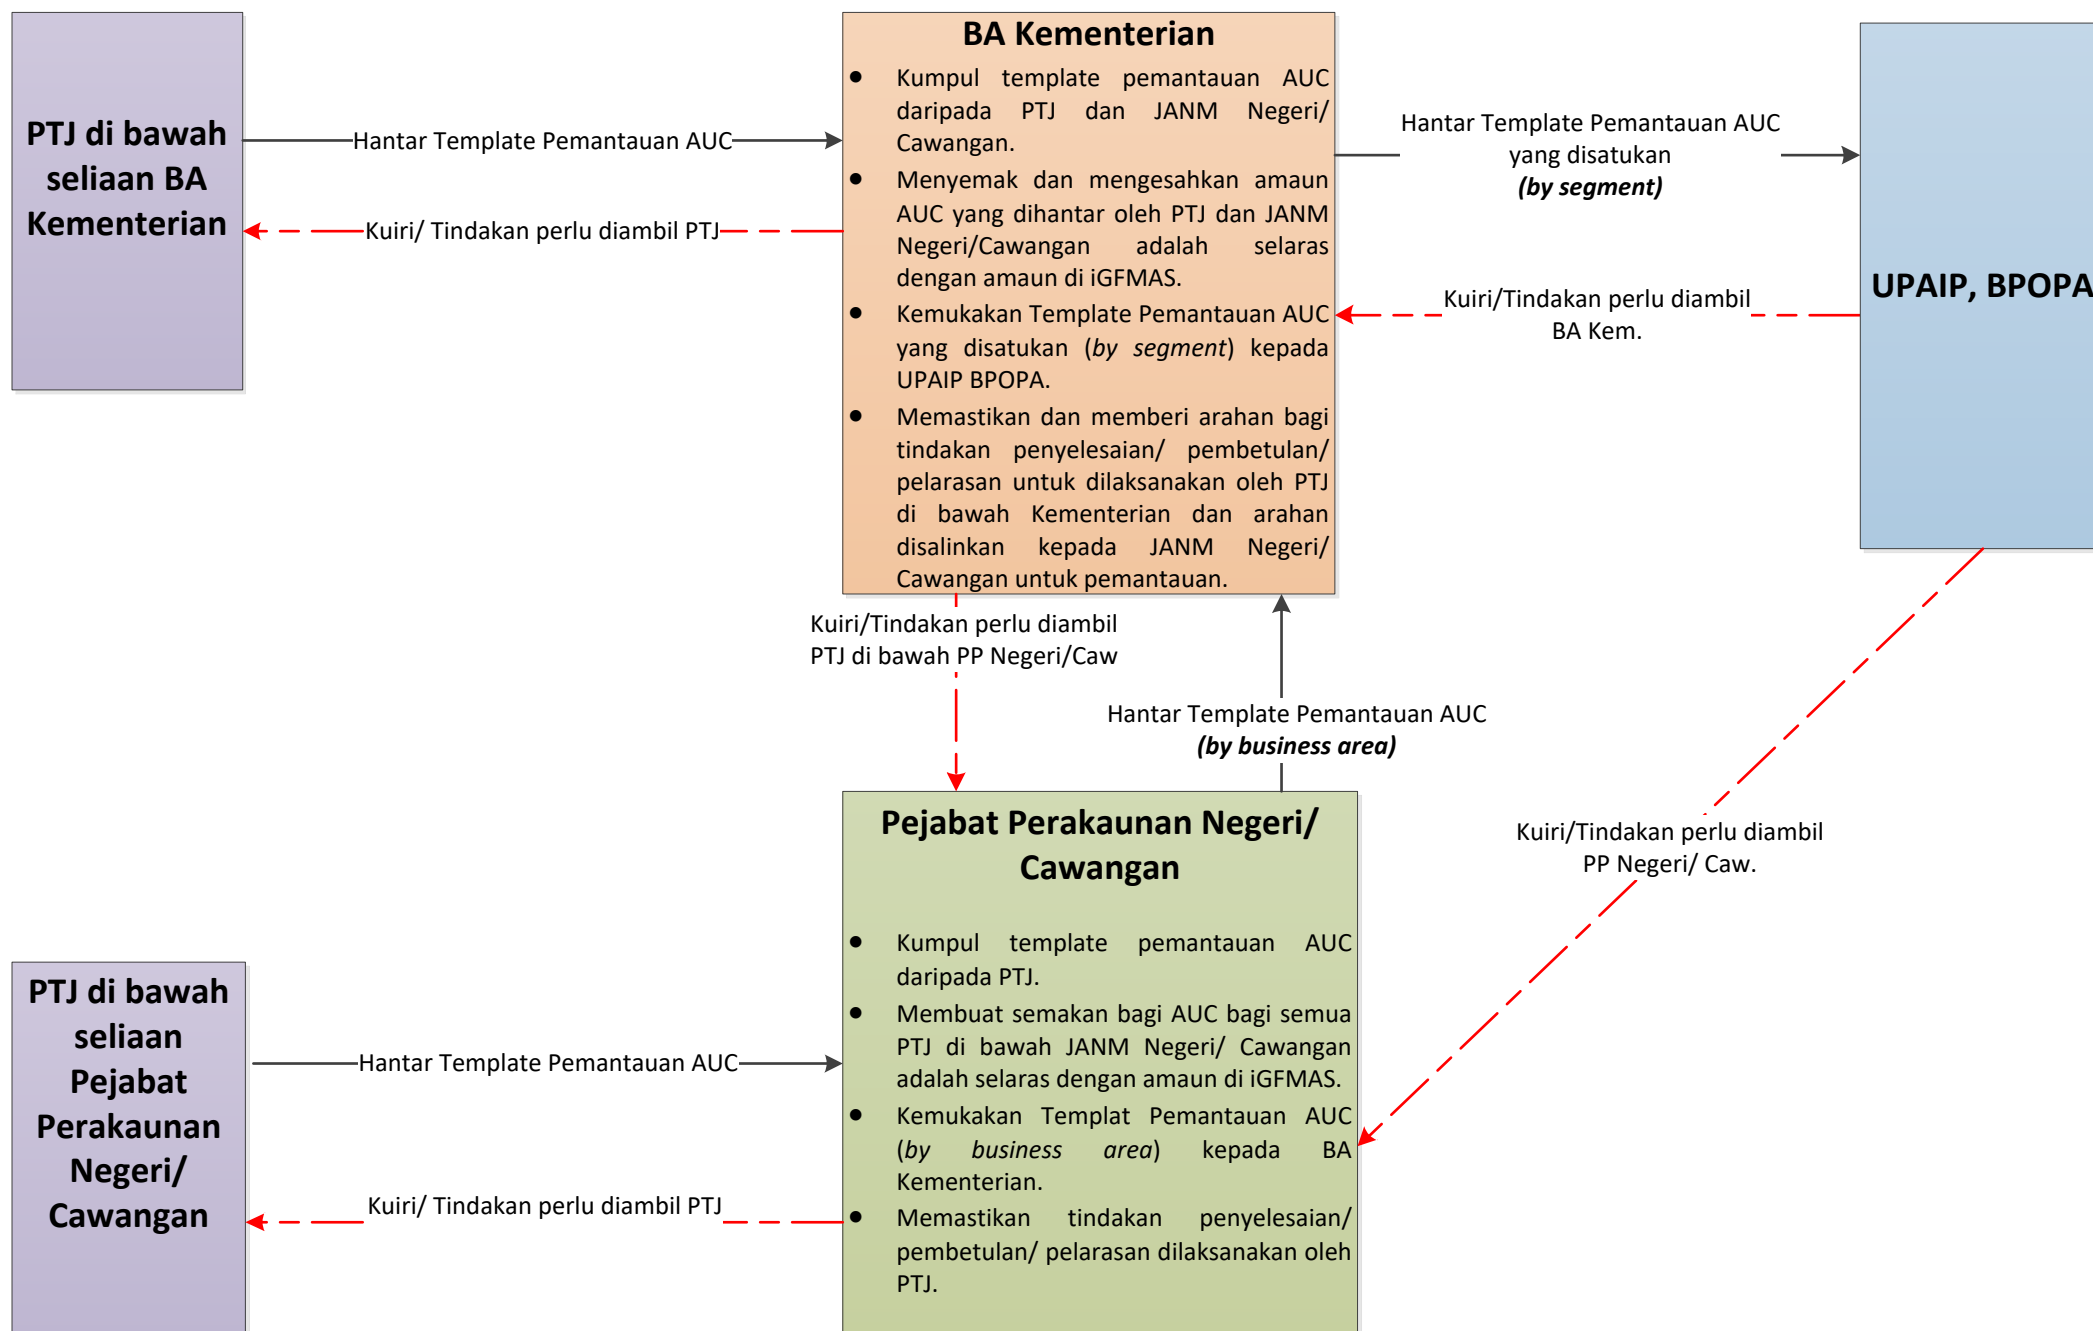 PTJ di bawah
seliaan BA
Kementerian
Hantar Template Pemantauan AUC
Kuiri/ Tindakan perlu diambil PTJ
BA Kementerian
• Kumpul template pemantauan AUC
daripada PTJ dan JANM Negeri/
Cawangan.
• Menyemak dan mengesahkan amaun
AUC yang dihantar oleh PTJ dan JANM
Negeri/Cawangan adalah selaras
dengan amaun di iGFMAS.
• Kemukakan Template Pemantauan AUC
yang disatukan (by segment) kepada
UPAIP BPOPA.
• Memastikan dan memberi arahan bagi
tindakan penyelesaian/ pembetulan/
pelarasan untuk dilaksanakan oleh PTJ
di bawah Kementerian dan arahan
disalinkan kepada JANM Negeri/
Cawangan untuk pemantauan.
Hantar Template Pemantauan AUC
yang disatukan
(by segment)
Kuiri/Tindakan perlu diambil
BA Kem.
UPAIP, BPOPA
Kuiri/Tindakan perlu diambil
PTJ di bawah PP Negeri/Caw
Hantar Template Pemantauan AUC
(by business area)
Kuiri/Tindakan perlu diambil
PP Negeri/ Caw.
PTJ di bawah
seliaan
Pejabat
Perakaunan
Negeri/
Cawangan
Hantar Template Pemantauan AUC
Kuiri/ Tindakan perlu diambil PTJ
Pejabat Perakaunan Negeri/
Cawangan
• Kumpul template pemantauan AUC
daripada PTJ.
• Membuat semakan bagi AUC bagi semua
PTJ di bawah JANM Negeri/ Cawangan
adalah selaras dengan amaun di iGFMAS.
• Kemukakan Templat Pemantauan AUC
(by business area) kepada BA
Kementerian.
• Memastikan tindakan penyelesaian/
pembetulan/ pelarasan dilaksanakan oleh
PTJ.